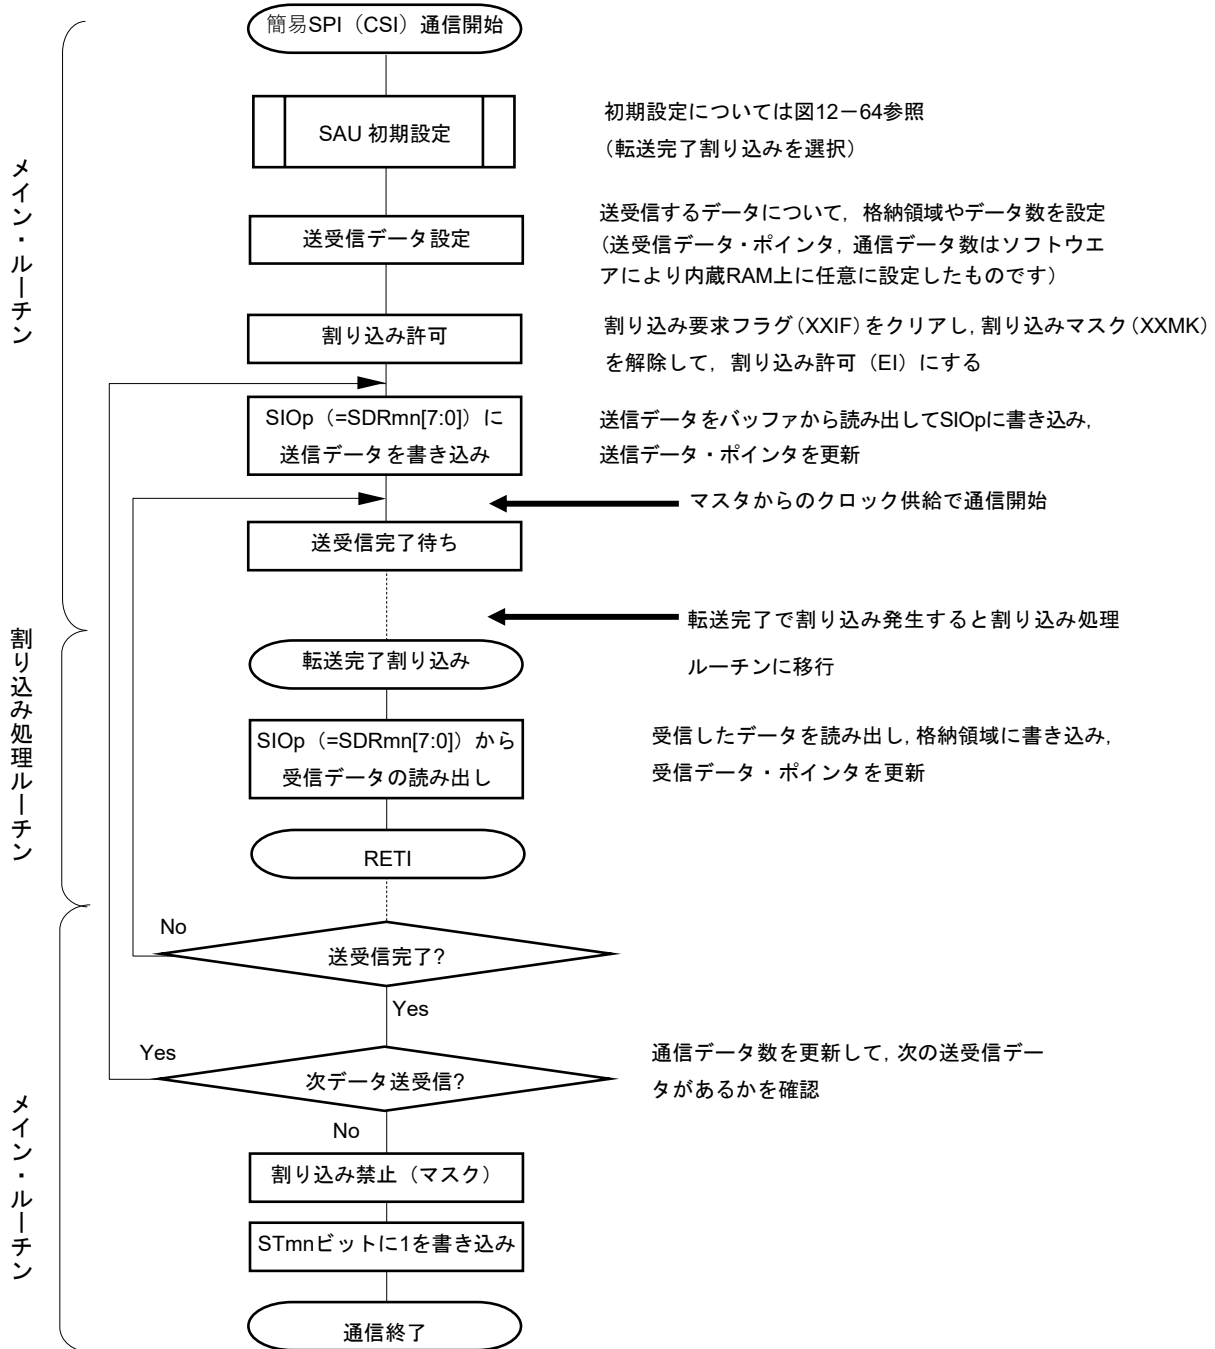 簡易SPI（CSI）通信開始
SAU 初期設定
初期設定については図12－64参照
（転送完了割り込みを選択）
メイン・ルーチン
送受信データ設定
送受信するデータについて，格納領域やデータ数を設定
（送受信データ・ポインタ，通信データ数はソフトウエ
アにより内蔵RAM上に任意に設定したものです）
割り込み許可
割り込み要求フラグ（XXIF）をクリアし，割り込みマスク（XXMK）
を解除して，割り込み許可（EI）にする
SIOp（=SDRmn[7:0]）に
送信データを書き込み
送信データをバッファから読み出してSIOpに書き込み，
送信データ・ポインタを更新
マスタからのクロック供給で通信開始
送受信完了待ち
転送完了で割り込み発生すると割り込み処理
ルーチンに移行
割り込み処理ルーチン
転送完了割り込み
SIOp（=SDRmn[7:0]）から
受信データの読み出し
受信したデータを読み出し，格納領域に書き込み，
受信データ・ポインタを更新
RETI
No
送受信完了?
Yes
Yes
次データ送受信?
通信データ数を更新して，次の送受信デー
タがあるかを確認
No
メイン・ルーチン
割り込み禁止（マスク）
STmnビットに1を書き込み
通信終了